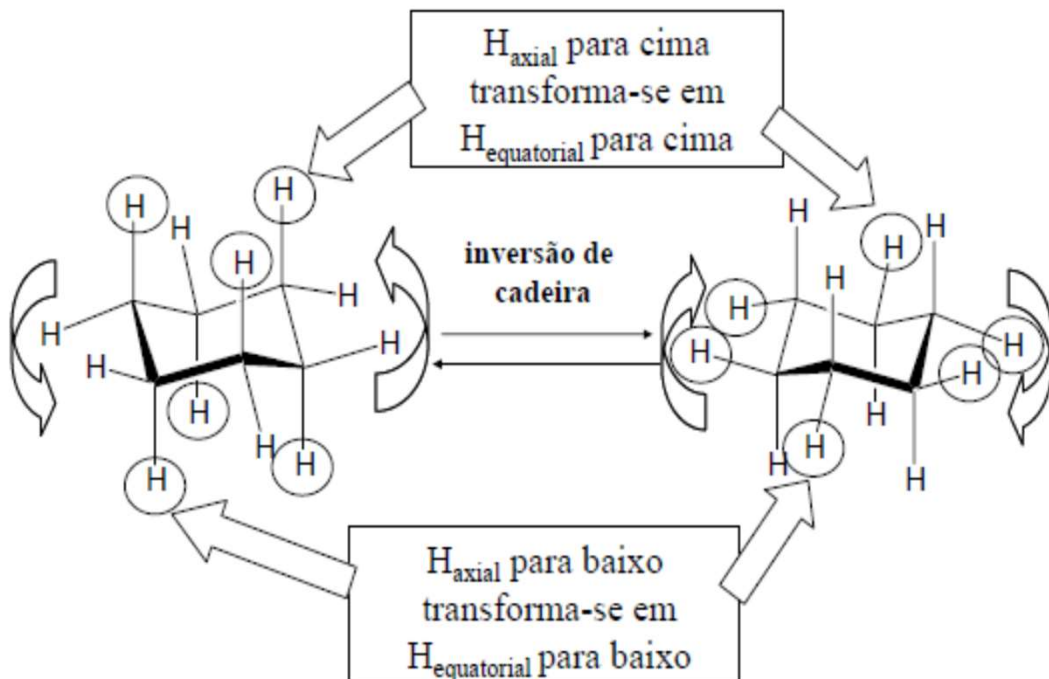 H axial para cima
transforma-se em
H equatorial para cima
H
H
H
H
H
H
H
H
H
H
H
H
inversão de
cadeira
H
H
H
H
H
H
H
H
H
H
H
H
H axial para baixo
transforma-se em
H equatorial para baixo